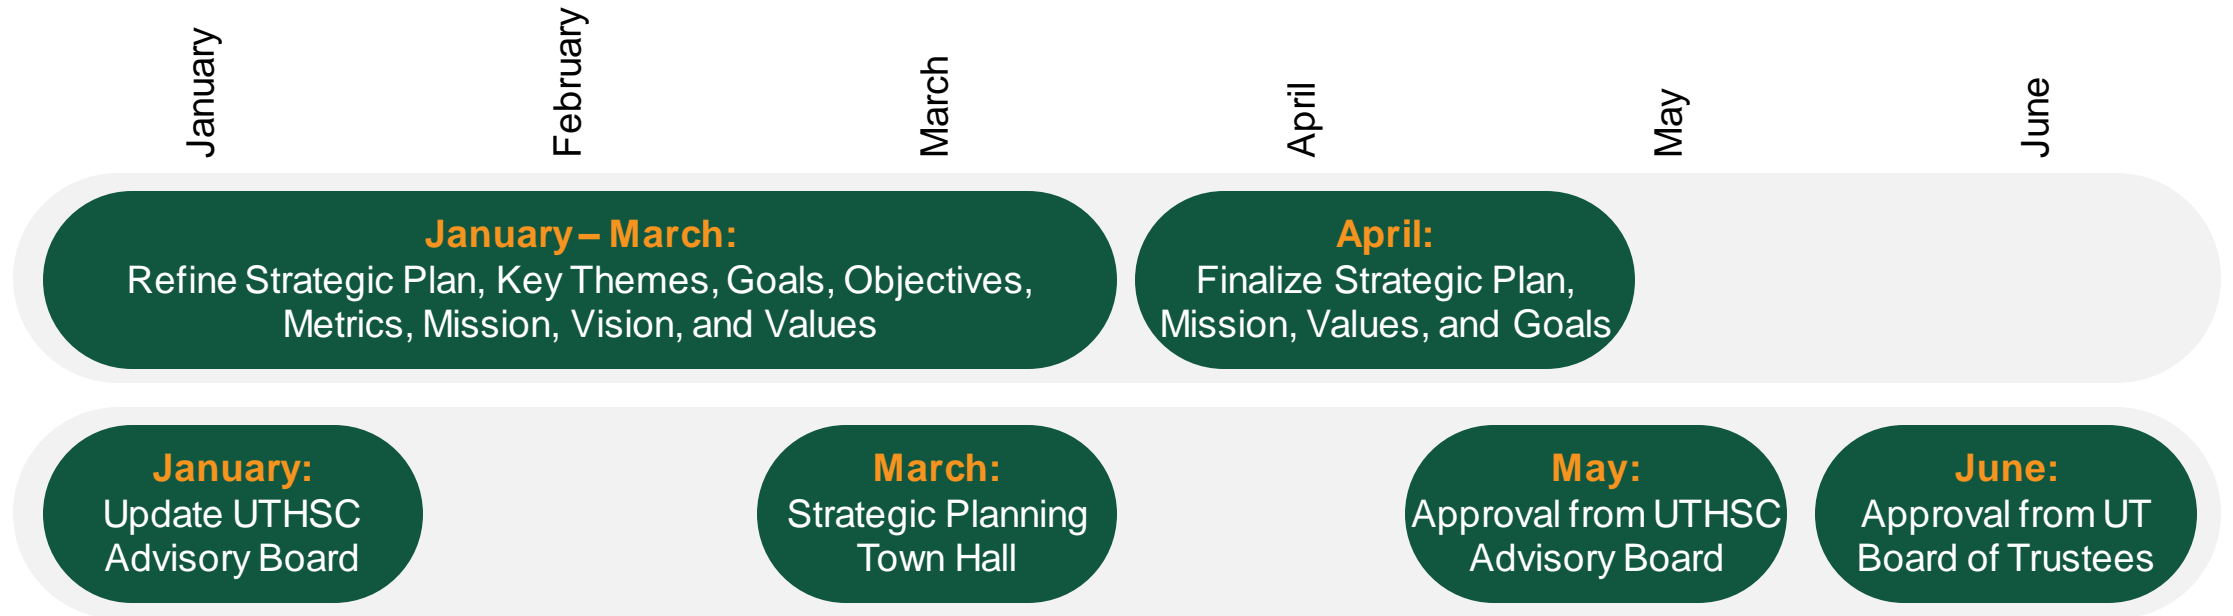 January
February
March
April
May
June
January – March:
Refine Strategic Plan, Key Themes, Goals, Objectives,
Metrics, Mission, Vision, and Values
April:
Finalize Strategic Plan,
Mission, Values, and Goals
January:
Update UTHSC
Advisory Board
March:
Strategic Planning
Town Hall
May:
Approval from UTHSC
Advisory Board
June:
Approval from UT
Board of Trustees